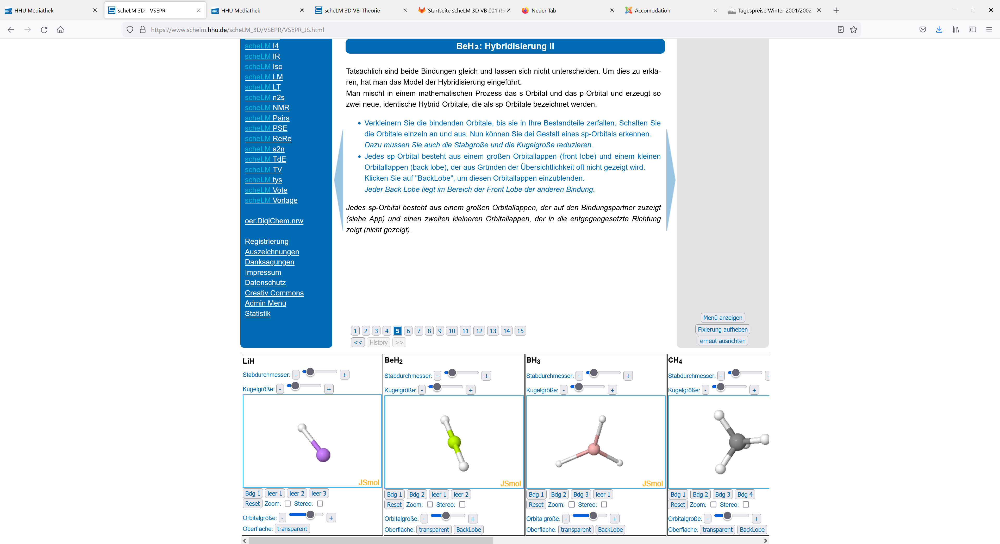 HHU Mediathek
scheLM 3D - VSEPR
HHU Mediathek
scheLM 3D VB-Theorie
Startseite scheLM 3D VB 001 (!5
Neuer Tab
Accomodation
Tagespreise Winter 2001/2002 -
https://www.schelm.hhu.de/scheLM_3D/VSEPR/VSEPR_JS.html
scheLM I4
scheLM IR
scheLM Iso
scheLM LM
scheLM LT
scheLM n2s
scheLM NMR
scheLM Pairs
scheLM PSE
scheLM ReRe
scheLM s2n
scheLM TdE
scheLM TV
scheLM tys
scheLM Vote
scheLM Vorlage
oer.DigiChem.nrw
Registrierung
Auszeichnungen
Danksagungen
Impressum
Datenschutz
Creativ Commons
Admin Menü
Statistik
BeH₂: Hybridisierung II
Tatsächlich sind beide Bindungen gleich und lassen sich nicht unterscheiden. Um dies zu erklä-
ren, hat man das Model der Hybridisierung eingeführt.
Man mischt in einem mathematischen Prozess das s-Orbital und das p-Orbital und erzeugt so
zwei neue, identische Hybrid-Orbitale, die als sp-Orbitale bezeichnet werden.
• Verkleinern Sie die bindenden Orbitale, bis sie in Ihre Bestandteile zerfallen. Schalten Sie
die Orbitale einzeln an und aus. Nun können Sie dei Gestalt eines sp-Orbitals erkennen.
Dazu müssen Sie auch die Stabgröße und die Kugelgröße reduzieren.
• Jedes sp-Orbital besteht aus einem großen Orbitallappen (front lobe) und einem kleinen
Orbitallappen (back lobe), der aus Gründen der Übersichtlichkeit oft nicht gezeigt wird.
Klicken Sie auf "BackLobe", um diesen Orbitallappen einzublenden.
Jeder Back Lobe liegt im Bereich der Front Lobe der anderen Bindung.
Jedes sp-Orbital besteht aus einem großen Orbitallappen, der auf den Bindungspartner zuzeigt
(siehe App) und einen zweiten kleineren Orbitallappen, der in die entgegengesetzte Richtung
zeigt (nicht gezeigt).
1 2 3 4 5 6 7 8 9 10 11 12 13 14 15
<< History >>
Menü anzeigen
Fixierung aufheben
erneut ausrichten
LiH
Stabdurchmesser: - +
Kugelgröße: - +
JSmol
Bdg 1 leer 1 leer 2 leer 3
Reset Zoom: Stereo:
Orbitalgröße: - +
Oberfläche: transparent
BeH₂
Stabdurchmesser: - +
Kugelgröße: - +
JSmol
Bdg 1 Bdg 2 leer 1 leer 2
Reset Zoom: Stereo:
Orbitalgröße: - +
Oberfläche: transparent BackLobe
BH₃
Stabdurchmesser: - +
Kugelgröße: - +
JSmol
Bdg 1 Bdg 2 Bdg 3 leer 1
Reset Zoom: Stereo:
Orbitalgröße: - +
Oberfläche: transparent BackLobe
CH₄
Stabdurchmesser: -
Kugelgröße: - +
Bdg 1 Bdg 2 Bdg 3 Bdg 4
Reset Zoom: Stereo:
Orbitalgröße: - +
Oberfläche: transparent BackLobe